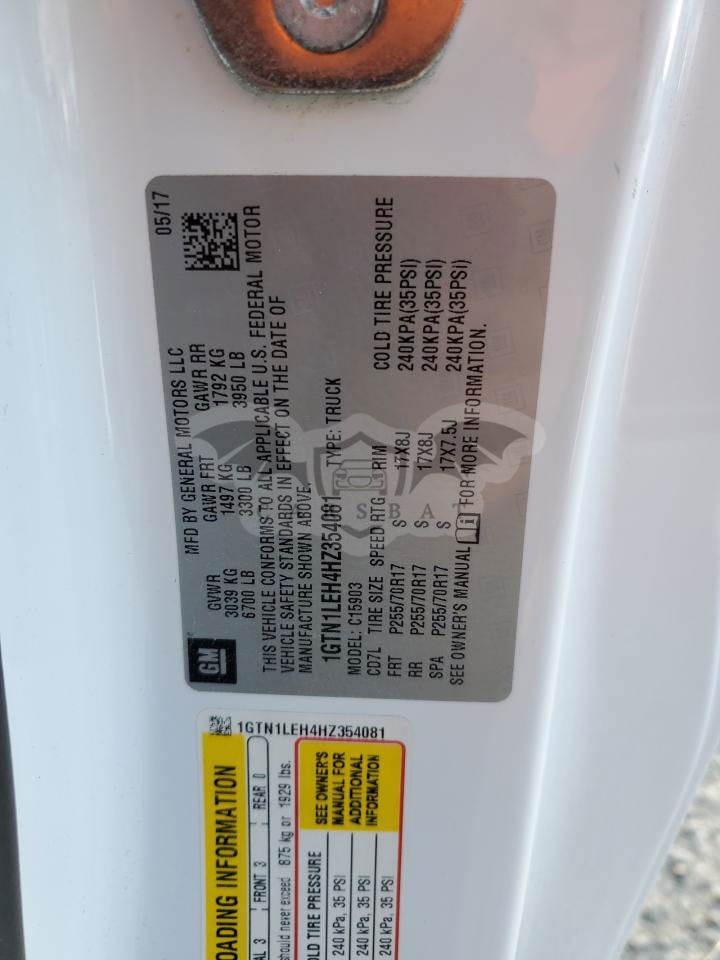 MFD BY GENERAL MOTORS LLC 05/17
GVWR GAWR FRT GAWR RR
3039 KG 1497 KG 1792 KG
6700 LB 3300 LB 3950 LB
THIS VEHICLE CONFORMS TO ALL APPLICABLE U.S. FEDERAL MOTOR
VEHICLE SAFETY STANDARDS IN EFFECT ON THE DATE OF
MANUFACTURE SHOWN ABOVE.
1GTN1LEH4HZ354081 TYPE: TRUCK
MODEL: C15903
CD7L TIRE SIZE SPEED RTG RIM COLD TIRE PRESSURE
FRT P255/70R17 S 17X8J 240KPA(35PSI)
RR P255/70R17 S 17X8J 240KPA(35PSI)
SPA P255/70R17 S 17X7.5J 240KPA(35PSI)
SEE OWNER'S MANUAL i FOR MORE INFORMATION.
GM
S B A T
1GTN1LEH4HZ354081
OADING INFORMATION
AL 3 FRONT 3 REAR 0
should never exceed 875 kg or 1929 lbs.
OLD TIRE PRESSURE
240 kPa, 35 PSI
240 kPa, 35 PSI
240 kPa, 35 PSI
SEE OWNER'S
MANUAL FOR
ADDITIONAL
INFORMATION